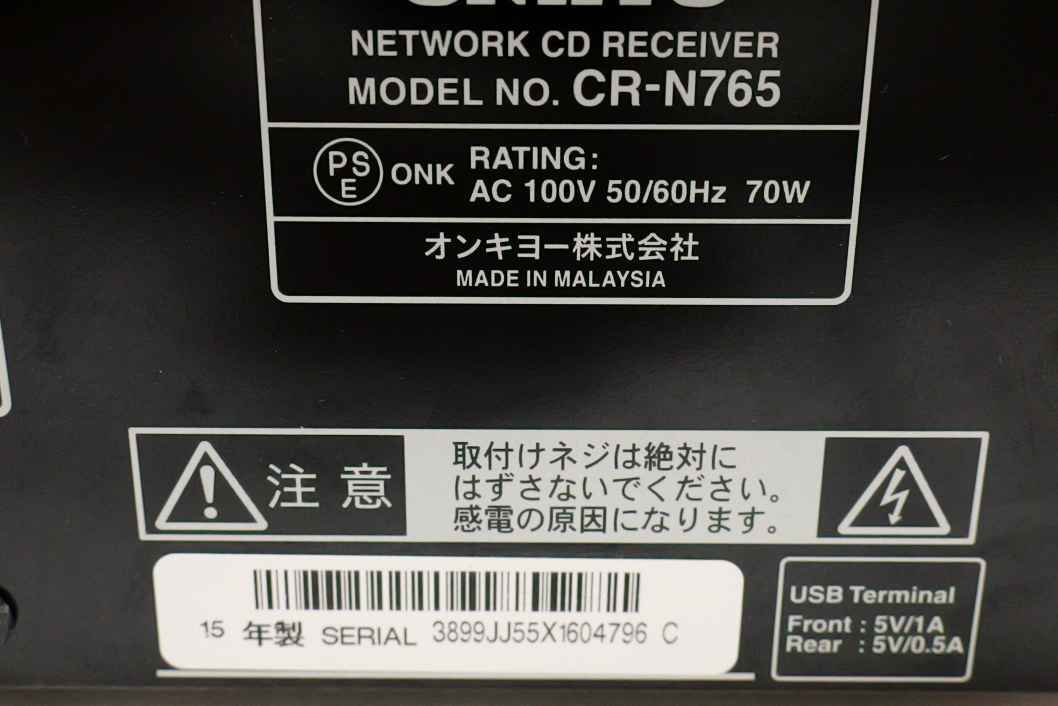 ONKYO
NETWORK CD RECEIVER
MODEL NO. CR-N765
PSE ONK
RATING:
AC 100V 50/60Hz 70W
オンキヨー株式会社
MADE IN MALAYSIA
注意
取付けネジは絶対に
はずさないでください。
感電の原因になります。
15 年製 SERIAL 3899JJ55X1604796 C
USB Terminal
Front : 5V/1A
Rear : 5V/0.5A